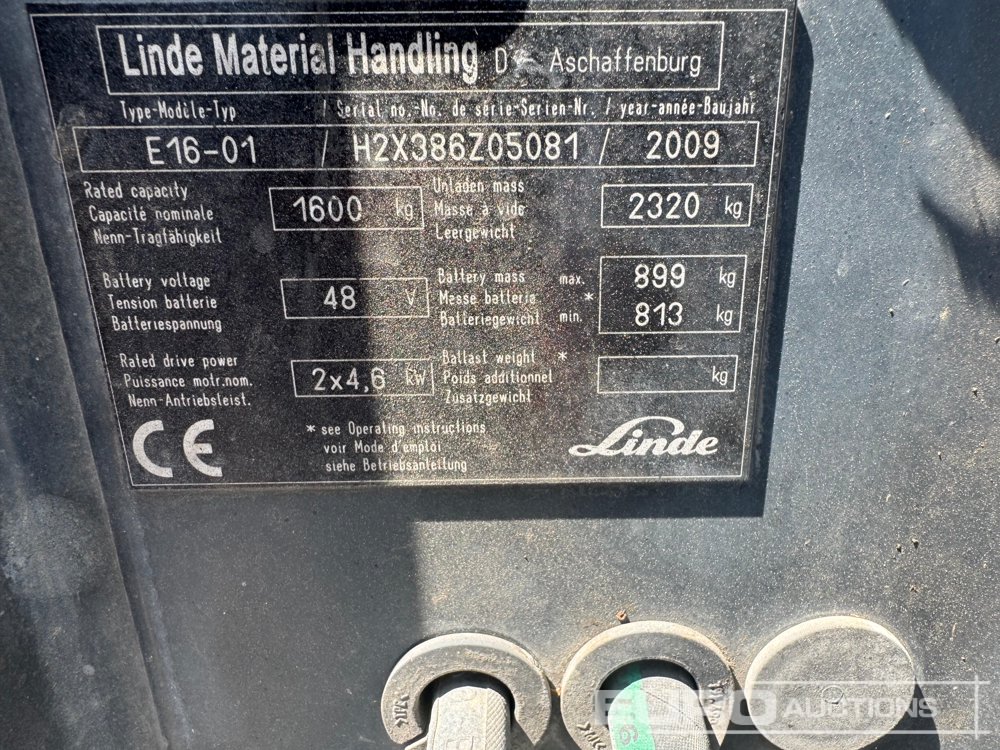 Linde Material Handling D - Aschaffenburg
Type-Modèle-Typ / Serial no.-No. de série-Serien-Nr. / year-année-Baujahr
E16-01 / H2X386Z05081 / 2009
Rated capacity
Capacité nominale
Nenn-Tragfähigkeit
1600 kg
Unladen mass
Masse à vide
Leergewicht
2320 kg
Battery voltage
Tension batterie
Batteriespannung
48 V
Battery mass max.
Messe batteria *
Batteriegewicht min.
899 kg
813 kg
Rated drive power
Puissance motr.nom.
Nenn-Antriebsleist.
2x4,6 kW
Ballast weight *
Poids additionnel
Zusatzgewicht
kg
CE
* see Operating instructions
voir Mode d'emploi
siehe Betriebsanleitung
Linde
EURO AUCTIONS